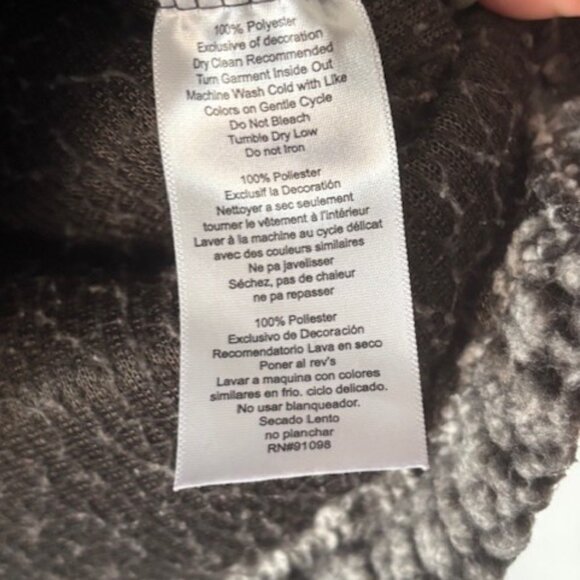 100% Polyester
Exclusive of decoration
Dry Clean Recommended
Turn Garment Inside Out
Machine Wash Cold with Like
Colors on Gentle Cycle
Do Not Bleach
Tumble Dry Low
Do not Iron
100% Poliester
Exclusif la Decoratión
Nettoyer a sec seulement
tourner le vêtement à l'intérieur
Laver à la machine au cycle délicat
avec des couleurs similaires
Ne pa javelisser
Séchez, pas de chaleur
ne pa repasser
100% Poliester
Exclusivo de Decoración
Recomendatorio Lava en seco
Poner al rev's
Lavar a maquina con colores
similares en frio. ciclo delicado.
No usar blanqueador.
Secado Lento
no planchar
RN#91098